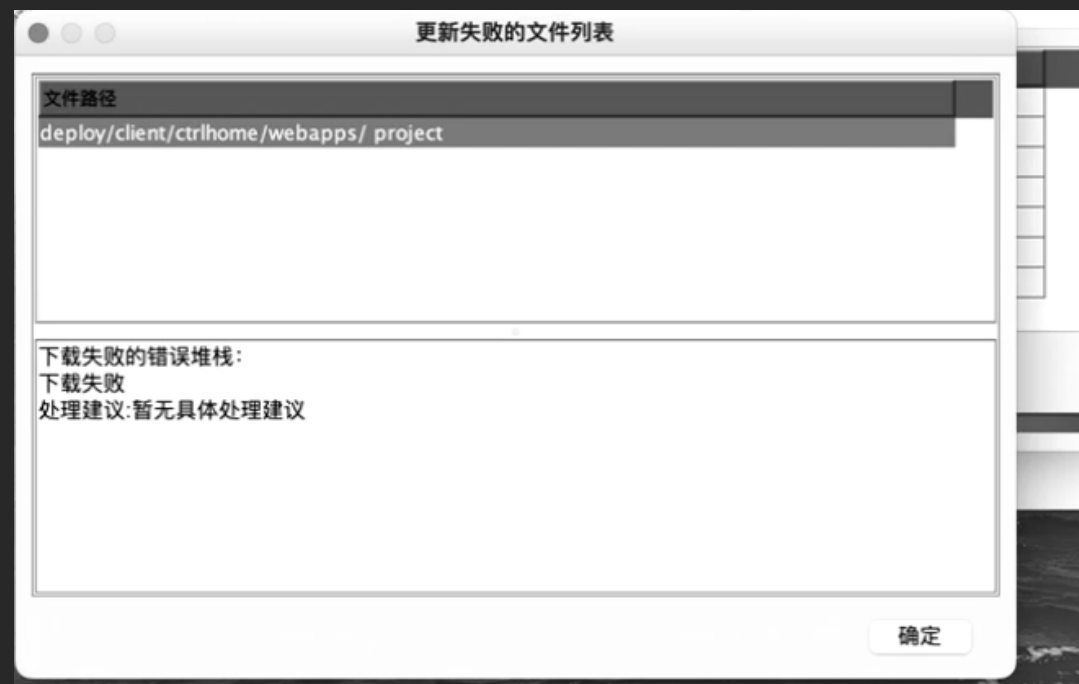 更新失败的文件列表
文件路径
deploy/client/ctrlhome/webapps/ project
下载失败的错误堆栈：
下载失败
处理建议:暂无具体处理建议
确定